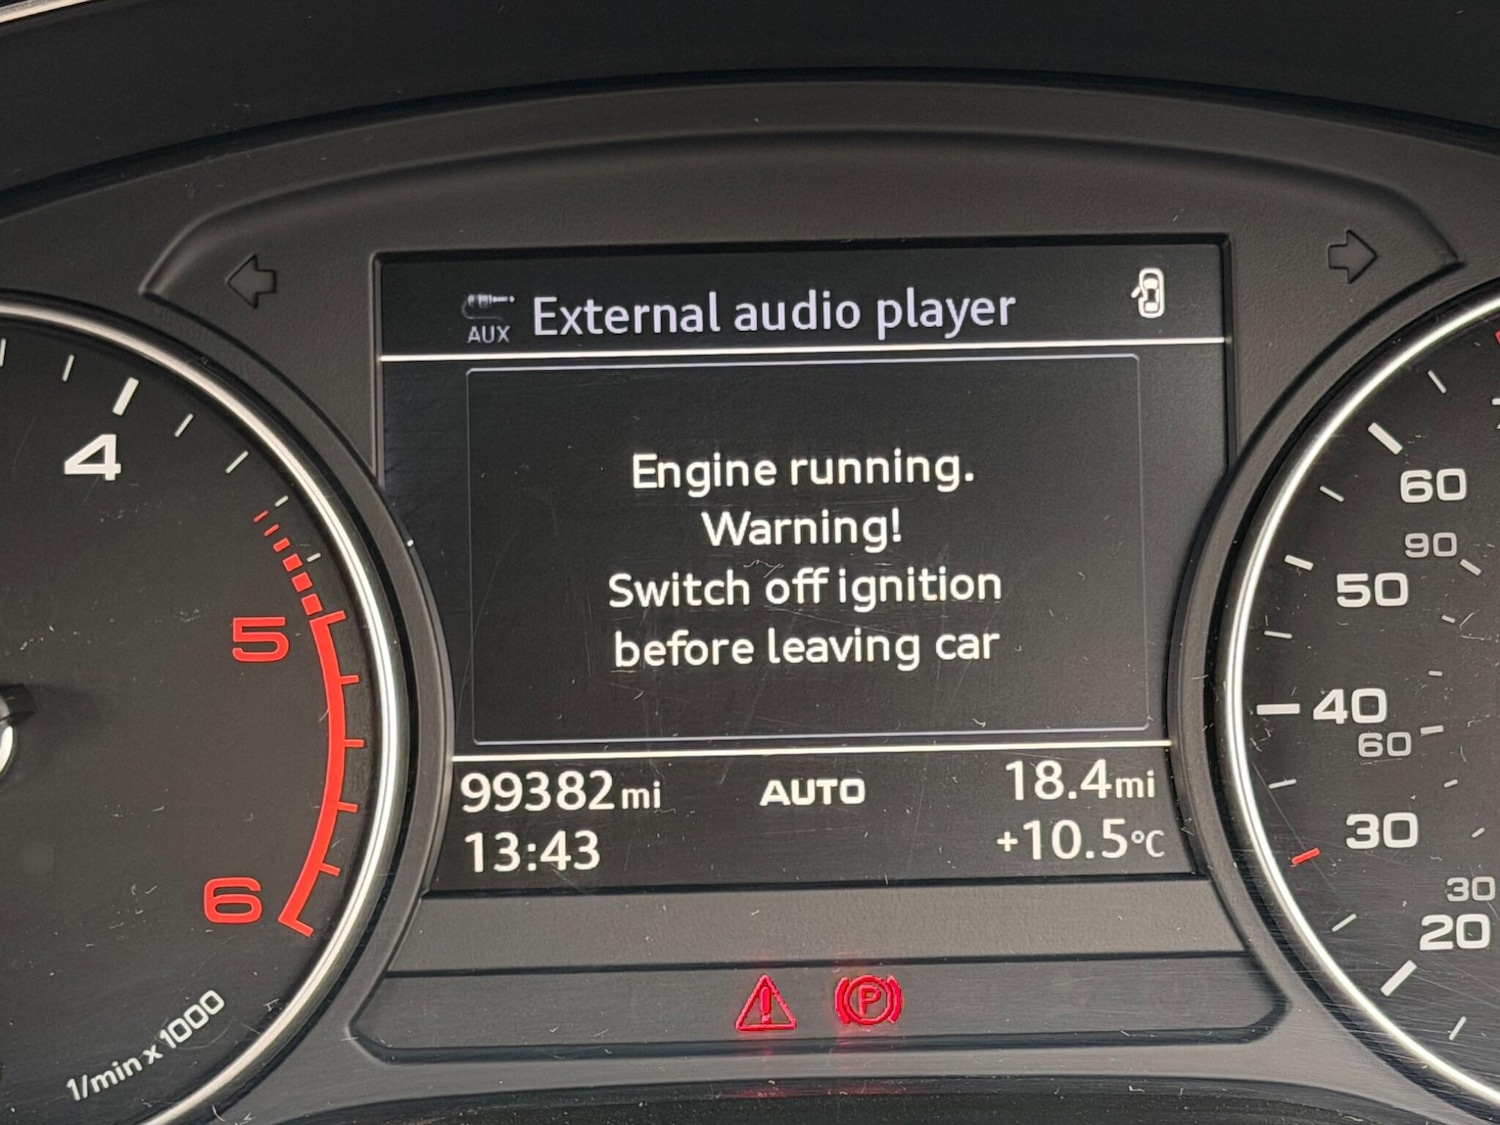 AUX External audio player
Engine running.
Warning!
Switch off ignition
before leaving car
99382mi AUTO 18.4mi
13:43 +10.5°C
4
5
6
1/min x 1000
60
90
50
40
60
30
30
20
P